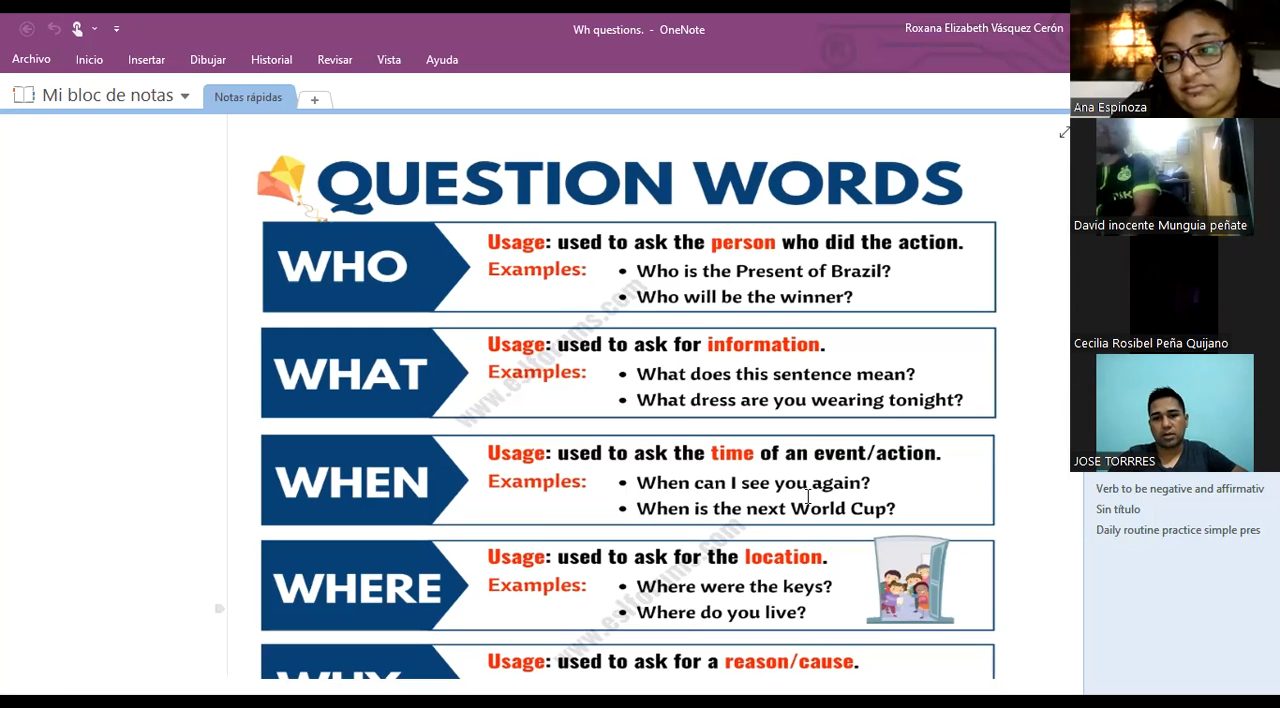 Wh questions. - OneNote
Roxana Elizabeth Vásquez Cerón
Archivo Inicio Insertar Dibujar Historial Revisar Vista Ayuda
Mi bloc de notas
Notas rápidas
+
QUESTION WORDS
WHO
Usage: used to ask the person who did the action.
Examples:
• Who is the Present of Brazil?
• Who will be the winner?
WHAT
Usage: used to ask for information.
Examples:
• What does this sentence mean?
• What dress are you wearing tonight?
WHEN
Usage: used to ask the time of an event/action.
Examples:
• When can I see you again?
• When is the next World Cup?
WHERE
Usage: used to ask for the location.
Examples:
• Where were the keys?
• Where do you live?
WHY
Usage: used to ask for a reason/cause.
www.eslforums.com
www.eslforums.com
Ana Espinoza
David inocente Munguia peñate
Cecilia Rosibel Peña Quijano
JOSE TORRRES
Verb to be negative and affirmativ
Sin título
Daily routine practice simple pres